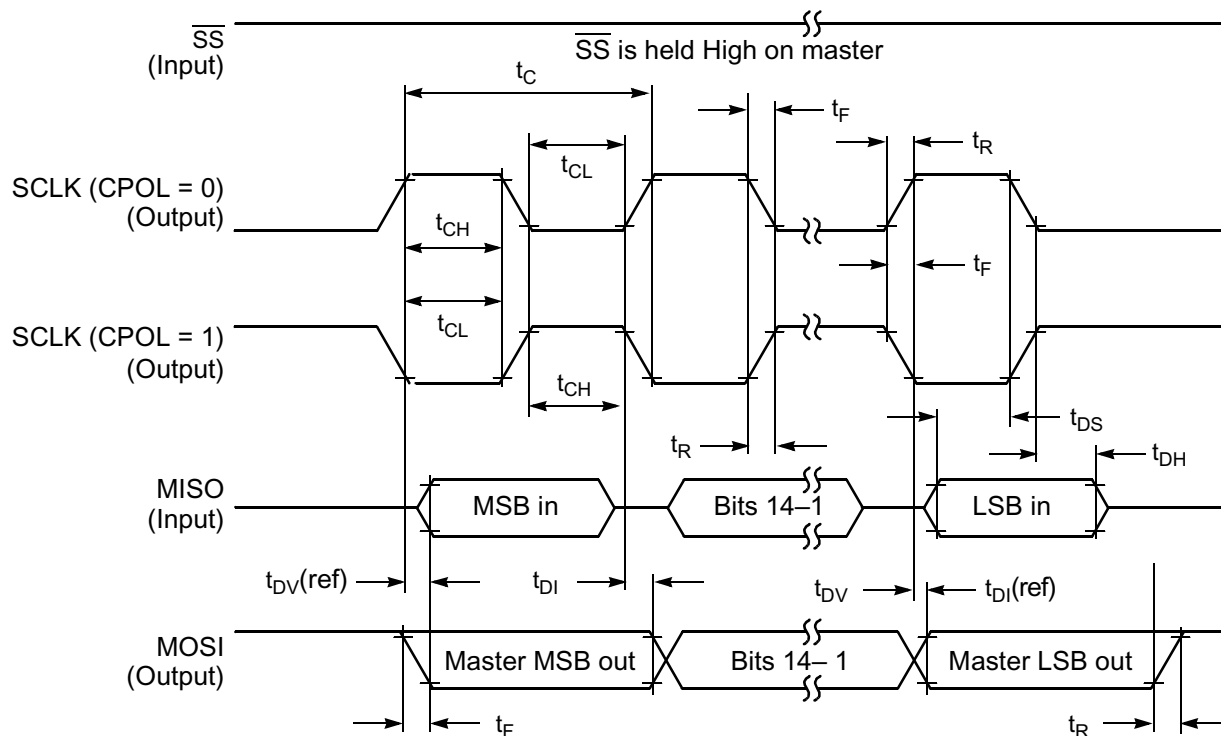 SS
(Input)
SS is held High on master
tC
tF
tR
tCL
SCLK (CPOL = 0)
(Output)
tCH
tF
tCL
SCLK (CPOL = 1)
(Output)
tCH
tDS
tR
tDH
MISO
(Input)
MSB in
Bits 14–1
LSB in
tDV(ref)
tDI
tDV
tDI(ref)
MOSI
(Output)
Master MSB out
Bits 14– 1
Master LSB out
tF
tR